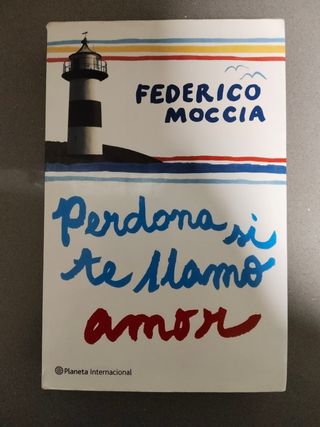 FEDERICO
MOCCIA
Perdona si
te llamo
amor
Planeta Internacional